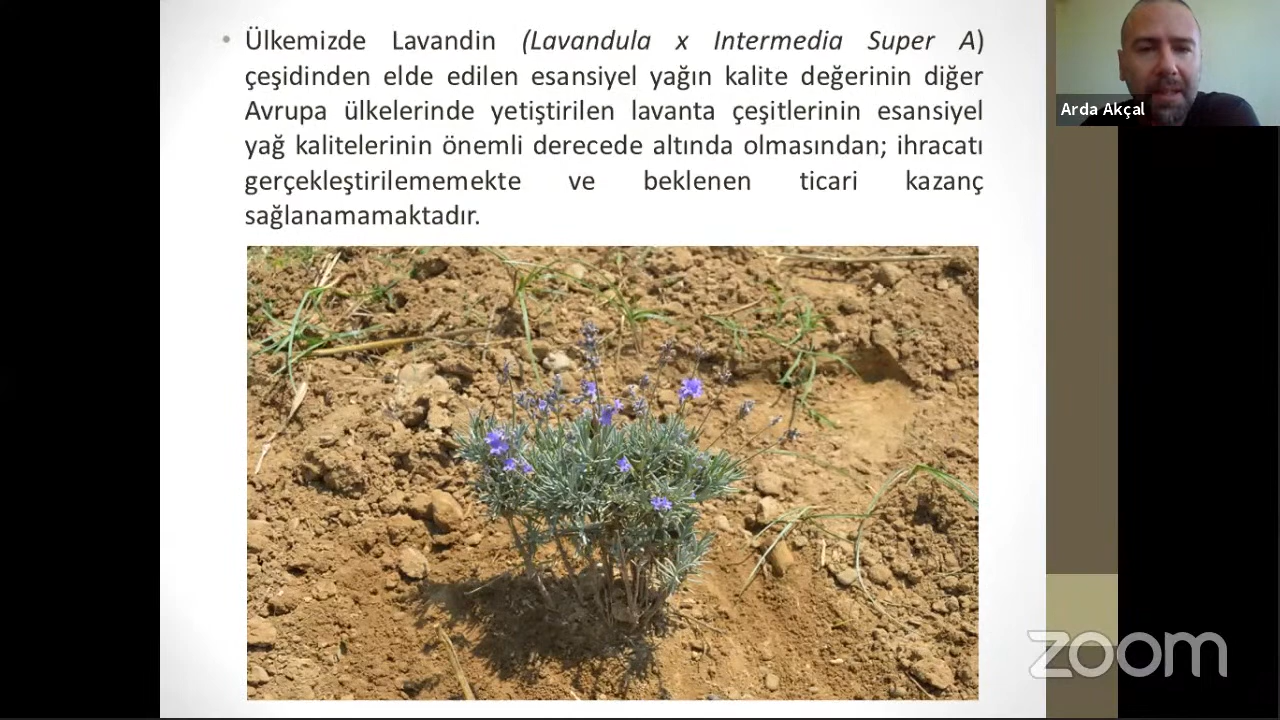 Ülkemizde Lavandin (Lavandula x Intermedia Super A)
çeşidinden elde edilen esansiyel yağın kalite değerinin diğer
Avrupa ülkelerinde yetiştirilen lavanta çeşitlerinin esansiyel
yağ kalitelerinin önemli derecede altında olmasından; ihracatı
gerçekleştirilememekte ve beklenen ticari kazanç
sağlanamamaktadır.
Arda Akçal
zoom